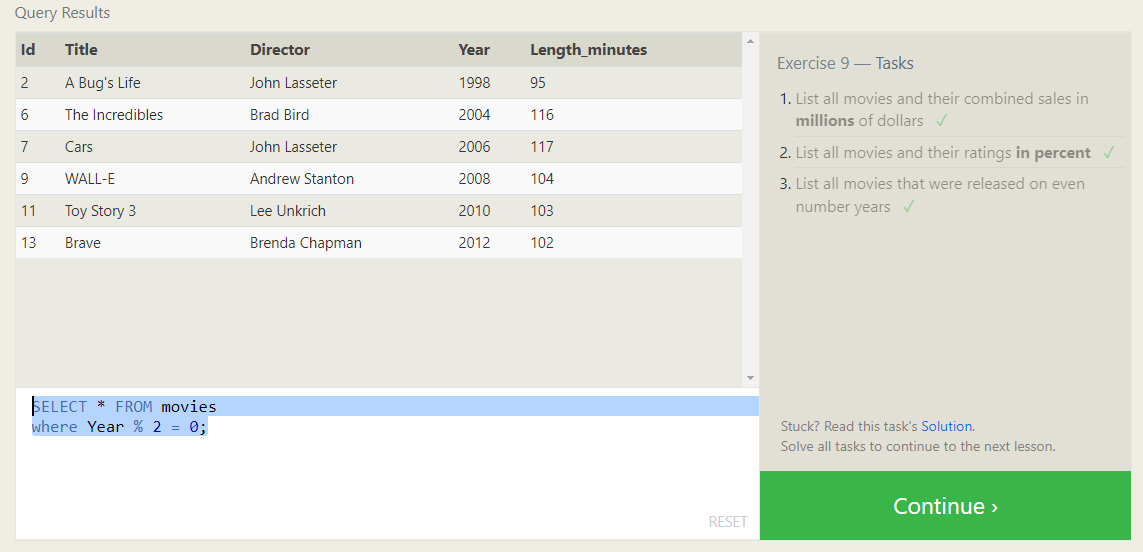 Query Results
Id Title Director Year Length_minutes
2 A Bug's Life John Lasseter 1998 95
6 The Incredibles Brad Bird 2004 116
7 Cars John Lasseter 2006 117
9 WALL-E Andrew Stanton 2008 104
11 Toy Story 3 Lee Unkrich 2010 103
13 Brave Brenda Chapman 2012 102
SELECT * FROM movies
where Year % 2 = 0;
RESET
Exercise 9 — Tasks
1. List all movies and their combined sales in
millions of dollars ✓
2. List all movies and their ratings in percent ✓
3. List all movies that were released on even
number years ✓
Stuck? Read this task's Solution.
Solve all tasks to continue to the next lesson.
Continue ›